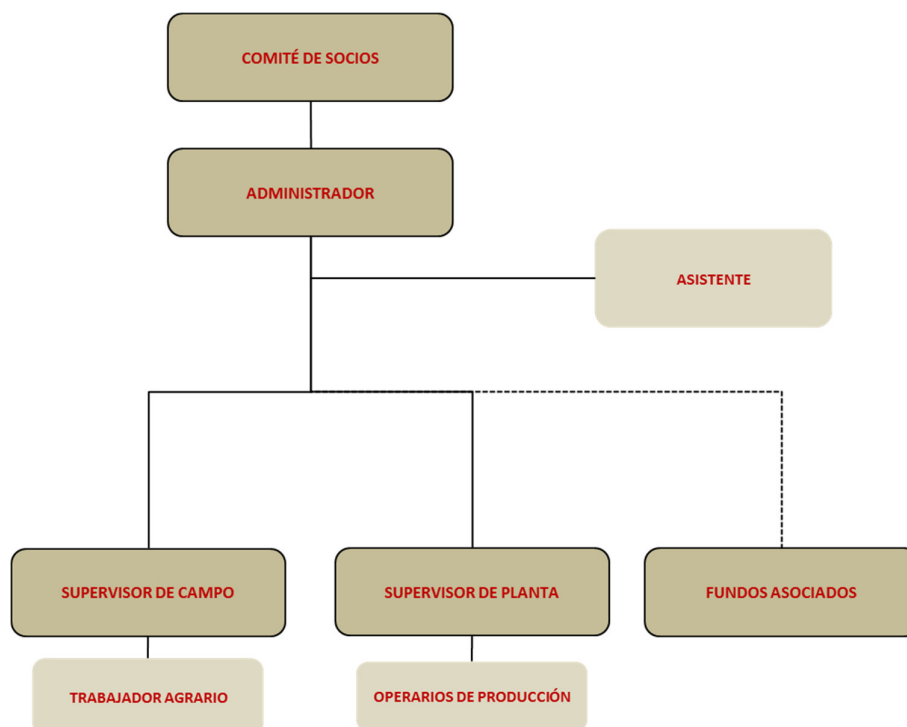 COMITÉ DE SOCIOS
ADMINISTRADOR
ASISTENTE
SUPERVISOR DE CAMPO
SUPERVISOR DE PLANTA
FUNDOS ASOCIADOS
TRABAJADOR AGRARIO
OPERARIOS DE PRODUCCIÓN